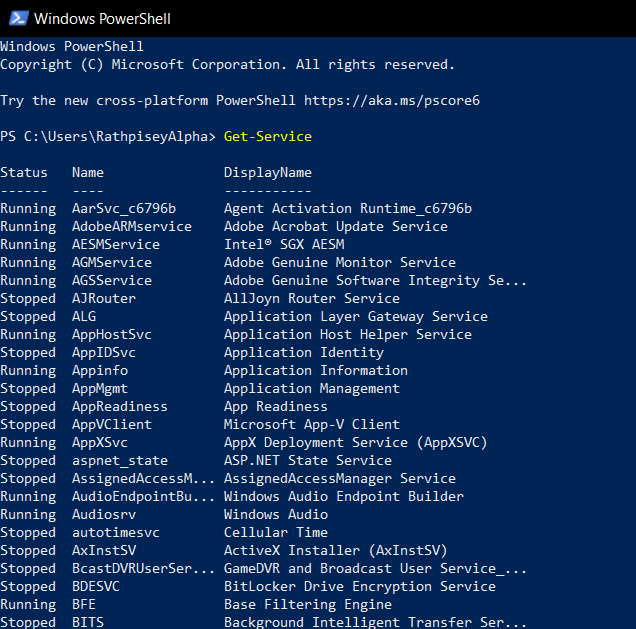 Windows PowerShell
Windows PowerShell
Copyright (C) Microsoft Corporation. All rights reserved.
Try the new cross-platform PowerShell https://aka.ms/pscore6
PS C:\Users\RathpiseyAlpha> Get-Service
Status   Name               DisplayName
------   ----               -----------
Running  AarSvc_c6796b      Agent Activation Runtime_c6796b
Running  AdobeARMservice    Adobe Acrobat Update Service
Running  AESMService        Intel® SGX AESM
Running  AGMService         Adobe Genuine Monitor Service
Running  AGSService         Adobe Genuine Software Integrity Se...
Stopped  AJRouter           AllJoyn Router Service
Stopped  ALG                Application Layer Gateway Service
Running  AppHostSvc         Application Host Helper Service
Stopped  AppIDSvc           Application Identity
Running  Appinfo            Application Information
Stopped  AppMgmt            Application Management
Stopped  AppReadiness       App Readiness
Stopped  AppVClient         Microsoft App-V Client
Running  AppXSvc            AppX Deployment Service (AppXSVC)
Stopped  aspnet_state       ASP.NET State Service
Stopped  AssignedAccessM... AssignedAccessManager Service
Running  AudioEndpointBu... Windows Audio Endpoint Builder
Running  Audiosrv           Windows Audio
Stopped  autotimesvc        Cellular Time
Stopped  AxInstSV           ActiveX Installer (AxInstSV)
Stopped  BcastDVRUserSer... GameDVR and Broadcast User Service_...
Stopped  BDESVC             BitLocker Drive Encryption Service
Running  BFE                Base Filtering Engine
Stopped  BITS               Background Intelligent Transfer Ser...